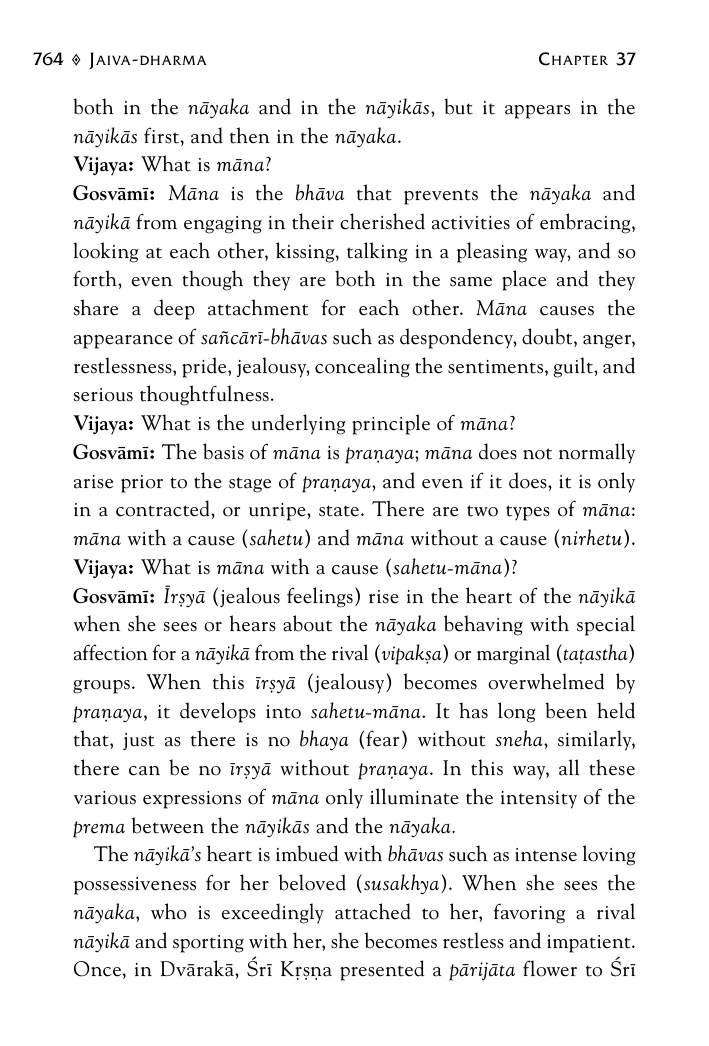 764 ◊ JAIVA-DHARMA CHAPTER 37
both in the nāyaka and in the nāyikās, but it appears in the
nāyikās first, and then in the nāyaka.
Vijaya: What is māna?
Gosvāmī: Māna is the bhāva that prevents the nāyaka and
nāyikā from engaging in their cherished activities of embracing,
looking at each other, kissing, talking in a pleasing way, and so
forth, even though they are both in the same place and they
share a deep attachment for each other. Māna causes the
appearance of sañcārī-bhāvas such as despondency, doubt, anger,
restlessness, pride, jealousy, concealing the sentiments, guilt, and
serious thoughtfulness.
Vijaya: What is the underlying principle of māna?
Gosvāmī: The basis of māna is praṇaya; māna does not normally
arise prior to the stage of praṇaya, and even if it does, it is only
in a contracted, or unripe, state. There are two types of māna:
māna with a cause (sahetu) and māna without a cause (nirhetu).
Vijaya: What is māna with a cause (sahetu-māna)?
Gosvāmī: Īrṣyā (jealous feelings) rise in the heart of the nāyikā
when she sees or hears about the nāyaka behaving with special
affection for a nāyikā from the rival (vipakṣa) or marginal (taṭastha)
groups. When this īrṣyā (jealousy) becomes overwhelmed by
praṇaya, it develops into sahetu-māna. It has long been held
that, just as there is no bhaya (fear) without sneha, similarly,
there can be no īrṣyā without praṇaya. In this way, all these
various expressions of māna only illuminate the intensity of the
prema between the nāyikās and the nāyaka.
The nāyikā's heart is imbued with bhāvas such as intense loving
possessiveness for her beloved (susakhya). When she sees the
nāyaka, who is exceedingly attached to her, favoring a rival
nāyikā and sporting with her, she becomes restless and impatient.
Once, in Dvārakā, Śrī Kṛṣṇa presented a pārijāta flower to Śrī